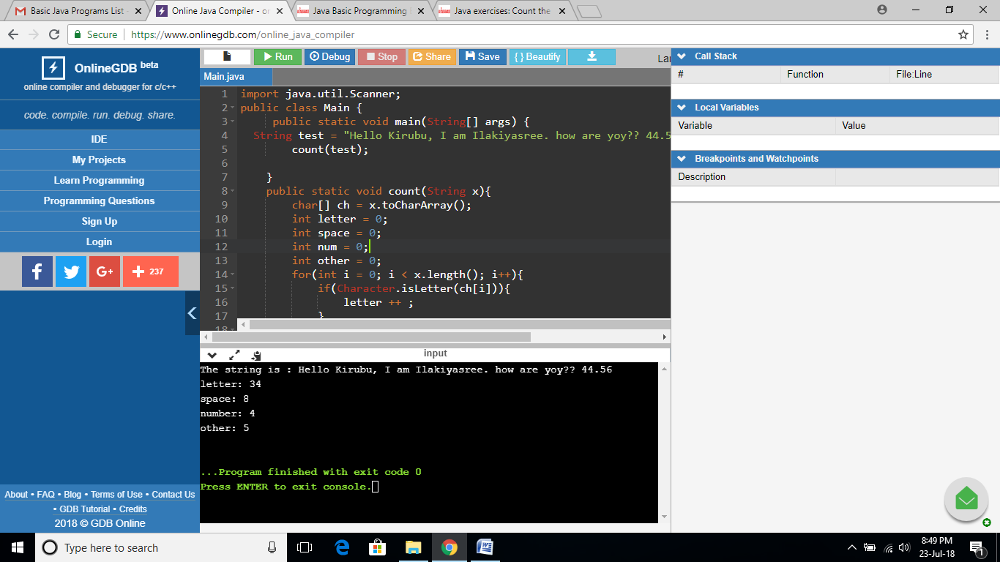 Basic Java Programs List -
Online Java Compiler - on
Java Basic Programming
Java exercises: Count the
Secure https://www.onlinegdb.com/online_java_compiler
OnlineGDB beta
online compiler and debugger for c/c++
code. compile. run. debug. share.
IDE
My Projects
Learn Programming
Programming Questions
Sign Up
Login
237
About • FAQ • Blog • Terms of Use • Contact Us
• GDB Tutorial • Credits
2018 © GDB Online
Run Debug Stop Share Save { } Beautify Lan
Main.java
1 import java.util.Scanner;
2 public class Main {
3 public static void main(String[] args) {
4 String test = "Hello Kirubu, I am Ilakiyasree. how are yoy?? 44.5
5 count(test);
6
7 }
8 public static void count(String x){
9 char[] ch = x.toCharArray();
10 int letter = 0;
11 int space = 0;
12 int num = 0;
13 int other = 0;
14 for(int i = 0; i < x.length(); i++){
15 if(Character.isLetter(ch[i])){
16 letter ++ ;
17 }
18
input
The string is : Hello Kirubu, I am Ilakiyasree. how are yoy?? 44.56
letter: 34
space: 8
number: 4
other: 5
...Program finished with exit code 0
Press ENTER to exit console.
Call Stack
# Function File:Line
Local Variables
Variable Value
Breakpoints and Watchpoints
Description
Type here to search
8:49 PM
23-Jul-18
1